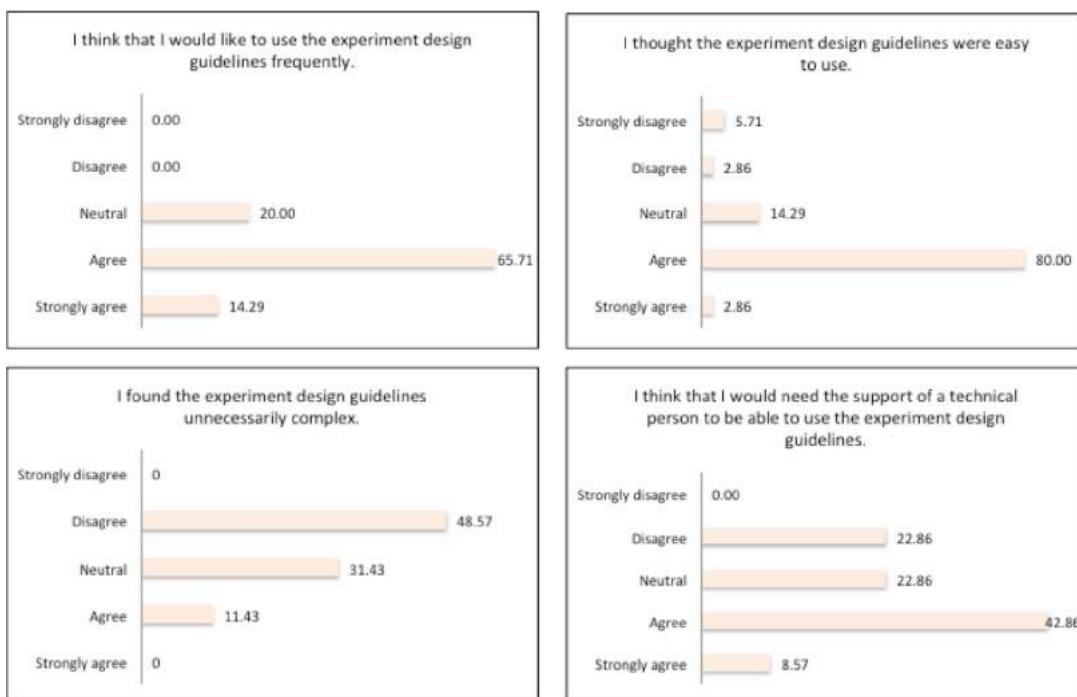 I think that I would like to use the experiment design
guidelines frequently.
Strongly disagree 0.00
Disagree 0.00
Neutral 20.00
Agree 65.71
Strongly agree 14.29
I thought the experiment design guidelines were easy
to use.
Strongly disagree 5.71
Disagree 2.86
Neutral 14.29
Agree 80.00
Strongly agree 2.86
I found the experiment design guidelines
unnecessarily complex.
Strongly disagree 0
Disagree 48.57
Neutral 31.43
Agree 11.43
Strongly agree 0
I think that I would need the support of a technical
person to be able to use the experiment design
guidelines.
Strongly disagree 0.00
Disagree 22.86
Neutral 22.86
Agree 42.86
Strongly agree 8.57